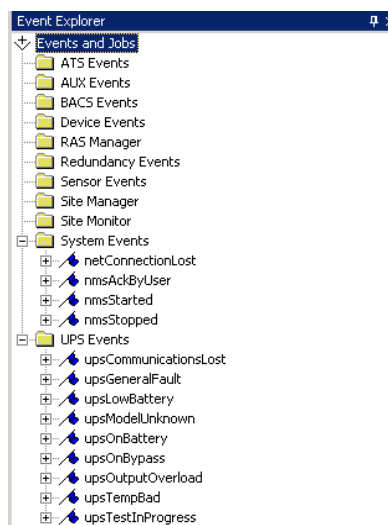 Event Explorer
Events and Jobs
ATS Events
AUX Events
BACS Events
Device Events
RAS Manager
Redundancy Events
Sensor Events
Site Manager
Site Monitor
System Events
netConnectionLost
nmsAckByUser
nmsStarted
nmsStopped
UPS Events
upsCommunicationsLost
upsGeneralFault
upsLowBattery
upsModelUnknown
upsOnBattery
upsOnBypass
upsOutputOverload
upsTempBad
upsTestInProgress